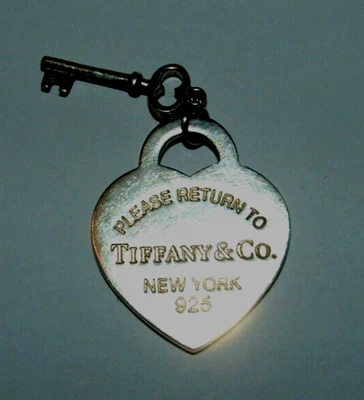 PLEASE RETURN TO
TIFFANY & CO.
NEW YORK
925